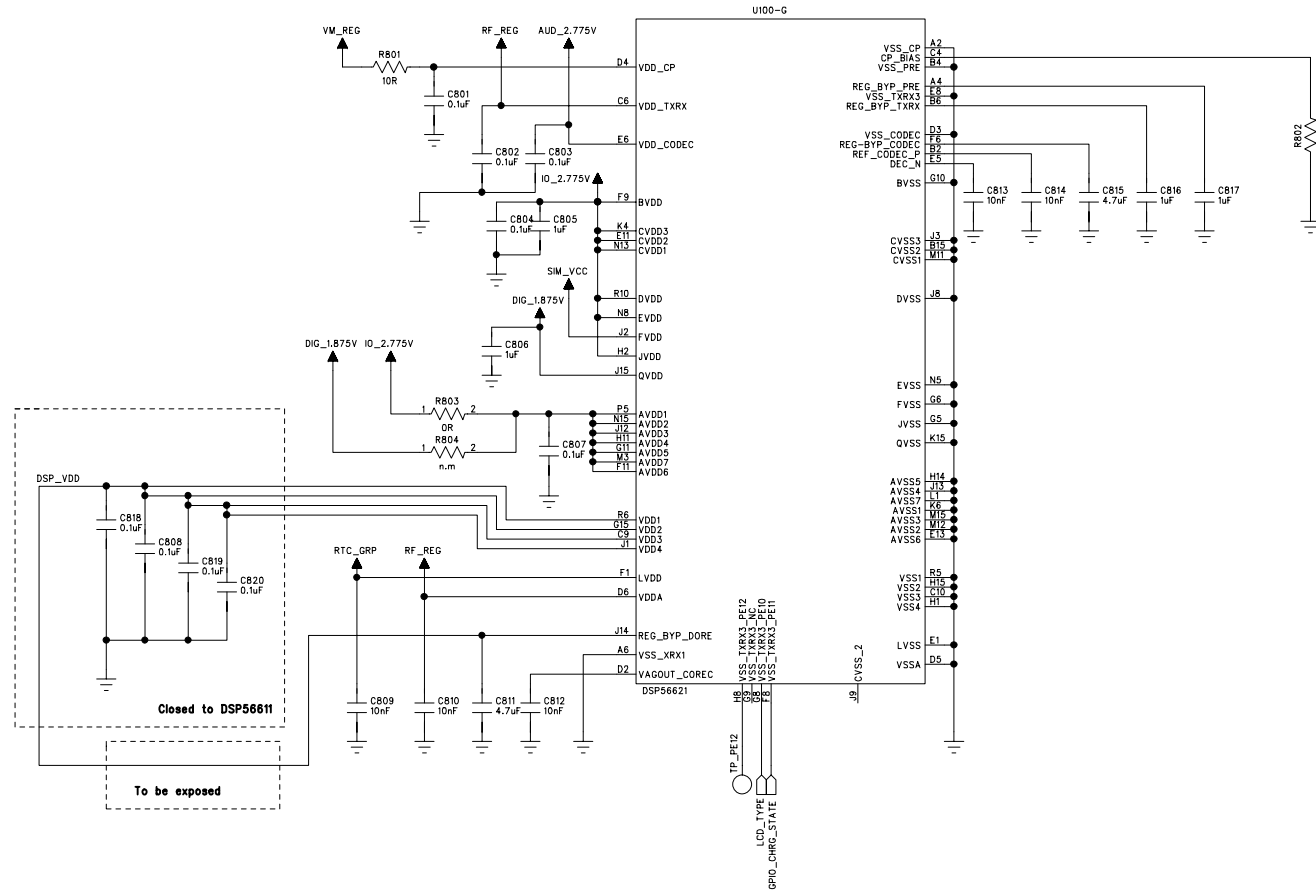 U100-G
VM_REG
RF_REG
AUD_2.775V
R801
10R
C801
0.1uF
D4 VDD_CP
C6 VDD_TXRX
E6 VDD_CODEC
C802
0.1uF
C803
0.1uF
IO_2.775V
F9 BVDD
C804
0.1uF
C805
1uF
K4 CVDD3
E11 CVDD2
N13 CVDD1
SIM_VCC
R10 DVDD
DIG_1.875V
N8 EVDD
J2 FVDD
H2 JVDD
C806
1uF
J15 QVDD
DIG_1.875V
IO_2.775V
1 R803 2
0R
1 R804 2
n.m
C807
0.1uF
P5 AVDD1
N15 AVDD2
J12 AVDD3
H11 AVDD4
G11 AVDD5
M3 AVDD7
F11 AVDD6
DSP_VDD
C818
0.1uF
C808
0.1uF
C819
0.1uF
C820
0.1uF
R6 VDD1
G15 VDD2
C9 VDD3
J1 VDD4
RTC_GRP
RF_REG
F1 LVDD
D6 VDDA
J14 REG_BYP_DORE
A6 VSS_XRX1
D2 VAGOUT_COREC
DSP56621
C809
10nF
C810
10nF
C811
4.7uF
C812
10nF
Closed to DSP56611
To be exposed
VSS_CP A2
CP_BIAS C4
VSS_PRE B4
REG_BYP_PRE A4
VSS_TXRX3 E8
REG_BYP_TXRX B6
VSS_CODEC D3
REG-BYP_CODEC F6
REF_CODEC_P B2
DEC_N E5
BVSS G10
R802
C813
10nF
C814
10nF
C815
4.7uF
C816
1uF
C817
1uF
CVSS3 J3
CVSS2 B15
CVSS1 M11
DVSS J8
EVSS N5
FVSS G6
JVSS G5
QVSS K15
AVSS5 H14
AVSS4 J13
AVSS7 L1
AVSS1 K6
AVSS3 M15
AVSS2 M12
AVSS6 E13
VSS1 R5
VSS2 H15
VSS3 C10
VSS4 H1
LVSS E1
VSSA D5
H8 VSS_TXRX3_PE12
G9 VSS_TXRX3_NC
G8 VSS_TXRX3_PE10
F8 VSS_TXRX3_PE11
J9 CVSS_2
TP_PE12
LCD_TYPE
GPIO_CHRG_STATE